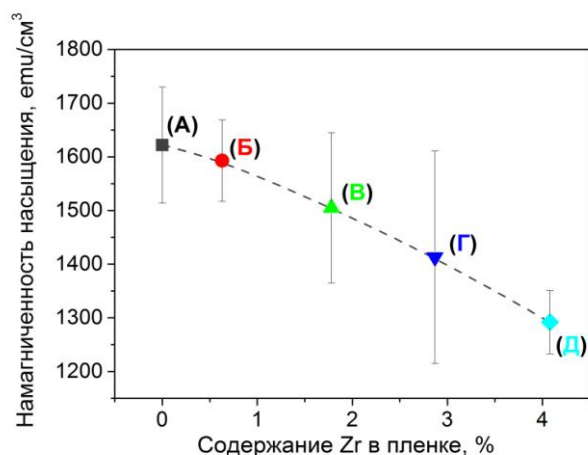 Намагниченность насыщения, emu/см³
1800
1700
1600
1500
1400
1300
1200
(А)
(Б)
(В)
(Г)
(Д)
0 1 2 3 4
Содержание Zr в пленке, %